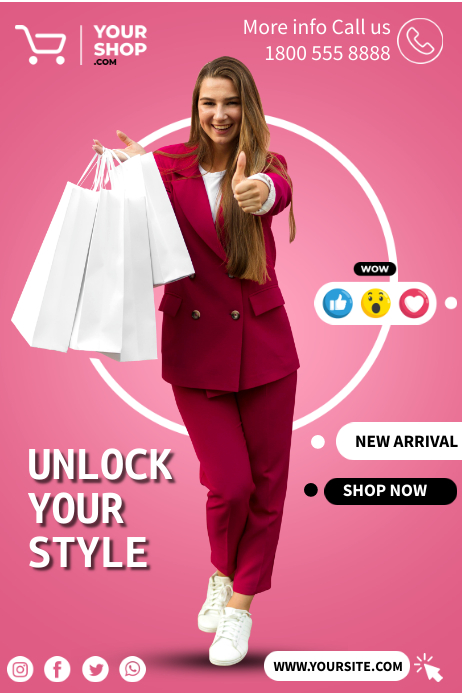 YOUR
SHOP
.COM
More info Call us
1800 555 8888
WOW
NEW ARRIVAL
SHOP NOW
UNLOCK
YOUR
STYLE
WWW.YOURSITE.COM